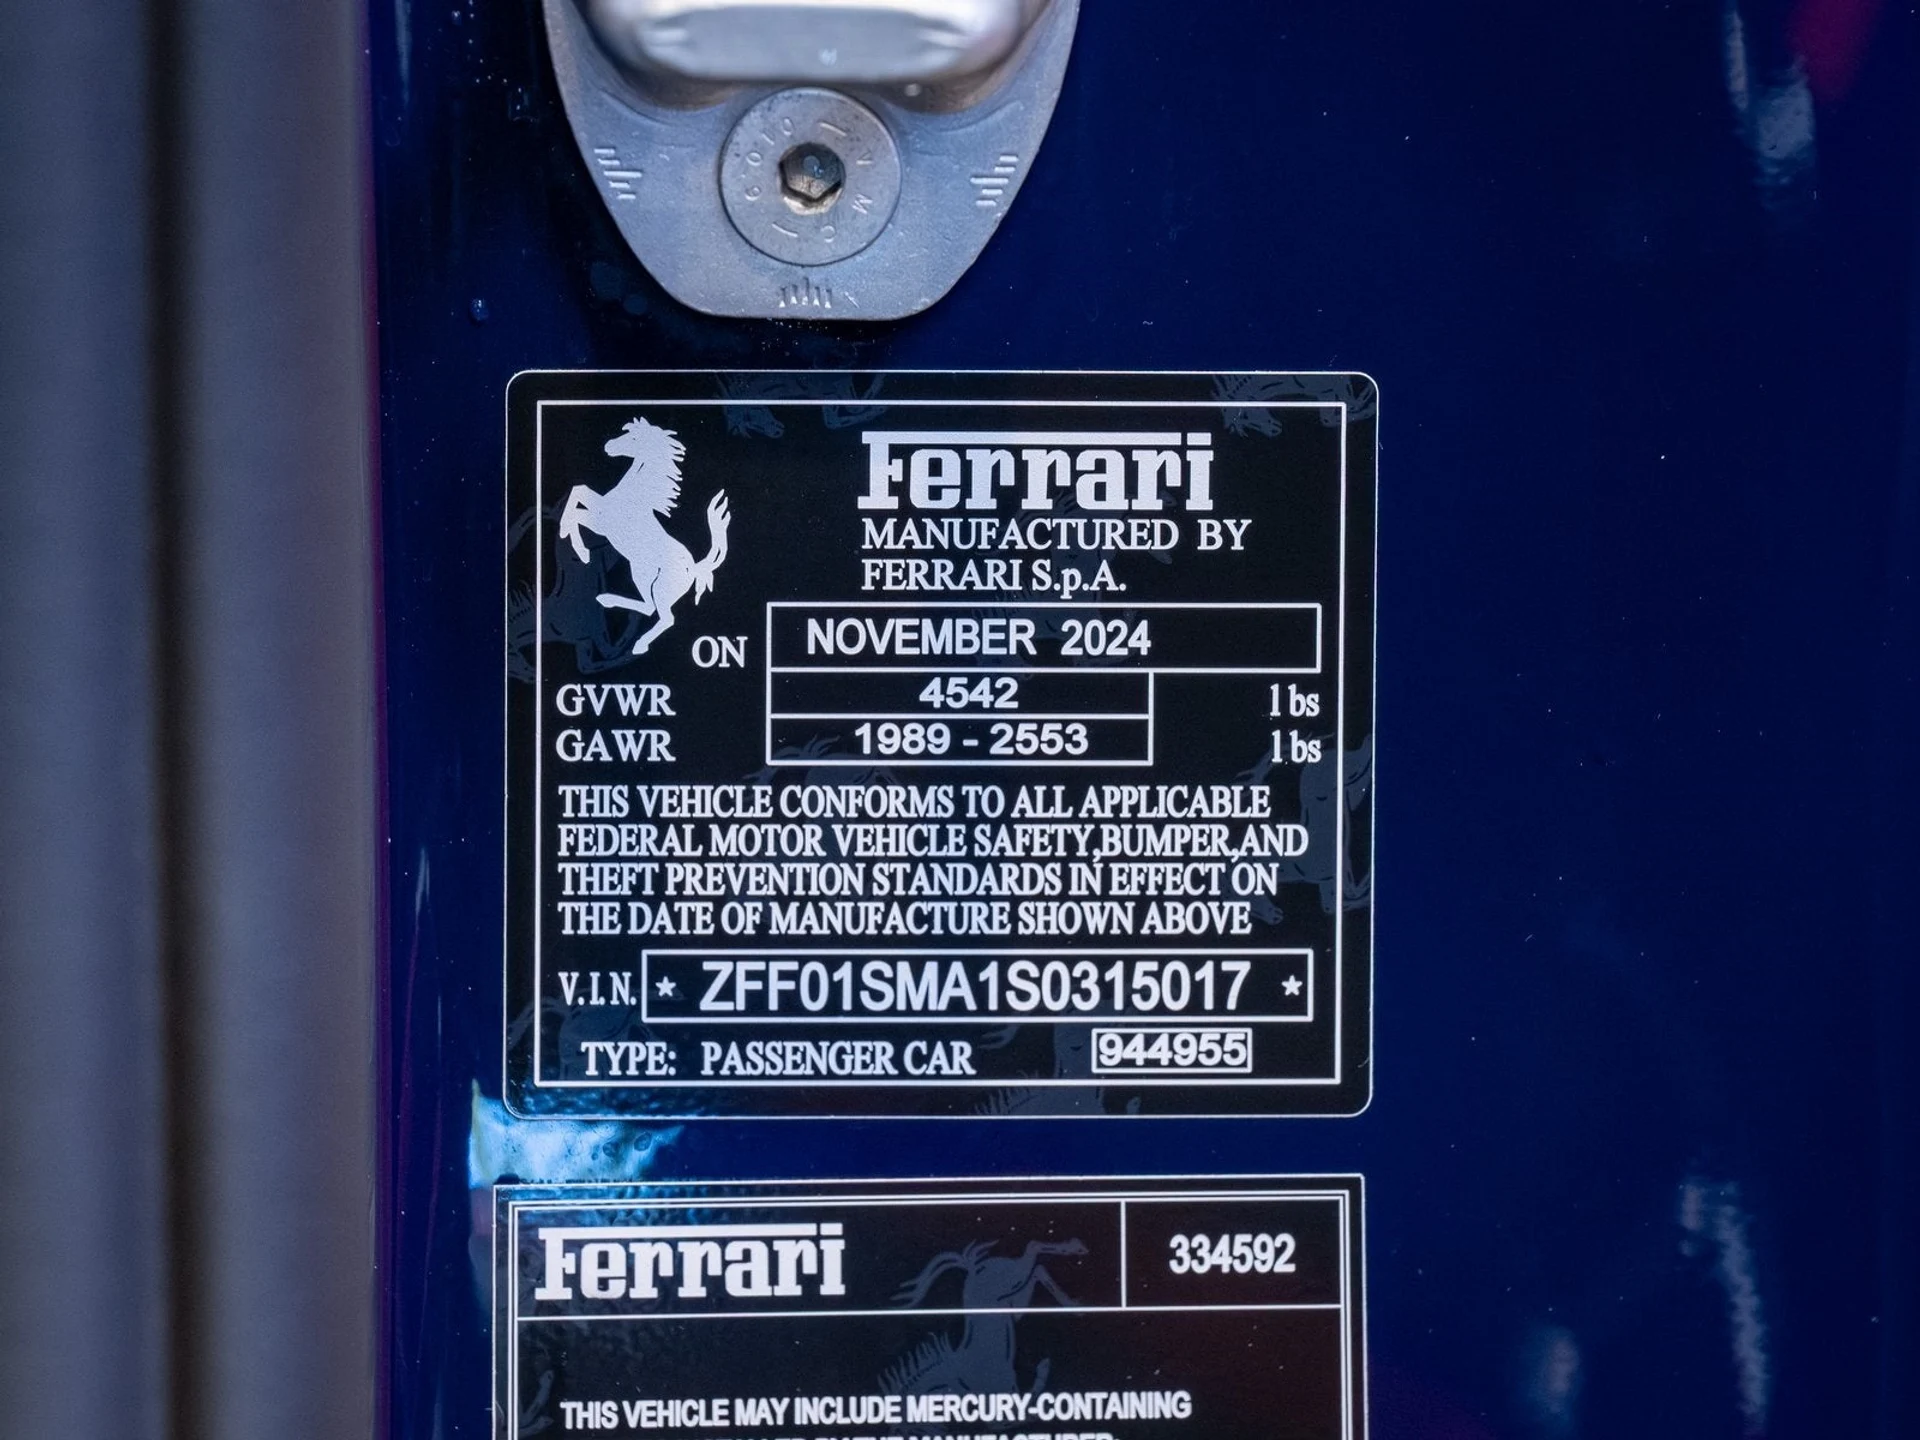 Ferrari
MANUFACTURED BY
FERRARI S.p.A.
ON NOVEMBER 2024
GVWR 4542 lbs
GAWR 1989 - 2553 lbs
THIS VEHICLE CONFORMS TO ALL APPLICABLE
FEDERAL MOTOR VEHICLE SAFETY,BUMPER,AND
THEFT PREVENTION STANDARDS IN EFFECT ON
THE DATE OF MANUFACTURE SHOWN ABOVE
V.I.N. * ZFF01SMA1S0315017 *
TYPE: PASSENGER CAR 944955
Ferrari 334592
THIS VEHICLE MAY INCLUDE MERCURY-CONTAINING